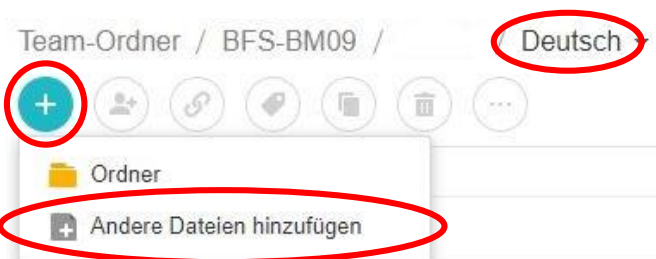 Team-Ordner / BFS-BM09 / / Deutsch
Ordner
Andere Dateien hinzufügen